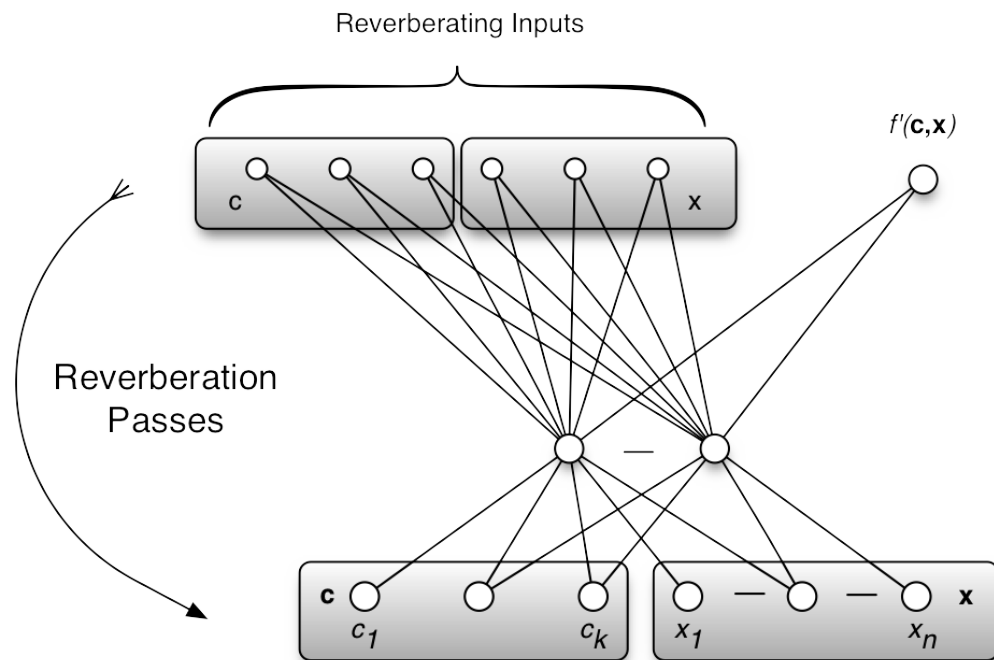 Reverberating Inputs
f'(c,x)
c
x
Reverberation
Passes
c
x
c1
ck
x1
xn